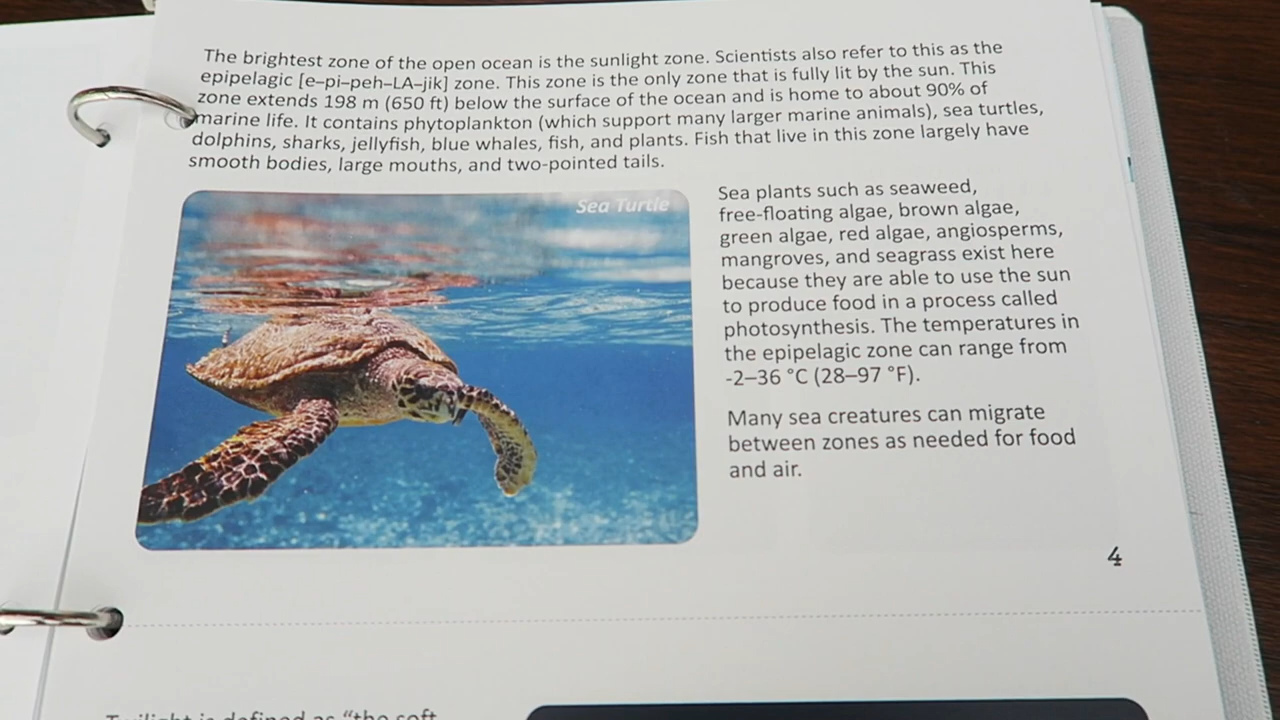 The brightest zone of the open ocean is the sunlight zone. Scientists also refer to this as the
epipelagic [e–pi–peh–LA–jik] zone. This zone is the only zone that is fully lit by the sun. This
zone extends 198 m (650 ft) below the surface of the ocean and is home to about 90% of
marine life. It contains phytoplankton (which support many larger marine animals), sea turtles,
dolphins, sharks, jellyfish, blue whales, fish, and plants. Fish that live in this zone largely have
smooth bodies, large mouths, and two-pointed tails.
Sea Turtle
Sea plants such as seaweed,
free-floating algae, brown algae,
green algae, red algae, angiosperms,
mangroves, and seagrass exist here
because they are able to use the sun
to produce food in a process called
photosynthesis. The temperatures in
the epipelagic zone can range from
-2–36 °C (28–97 °F).
Many sea creatures can migrate
between zones as needed for food
and air.
4
Twilight is defined as “the soft